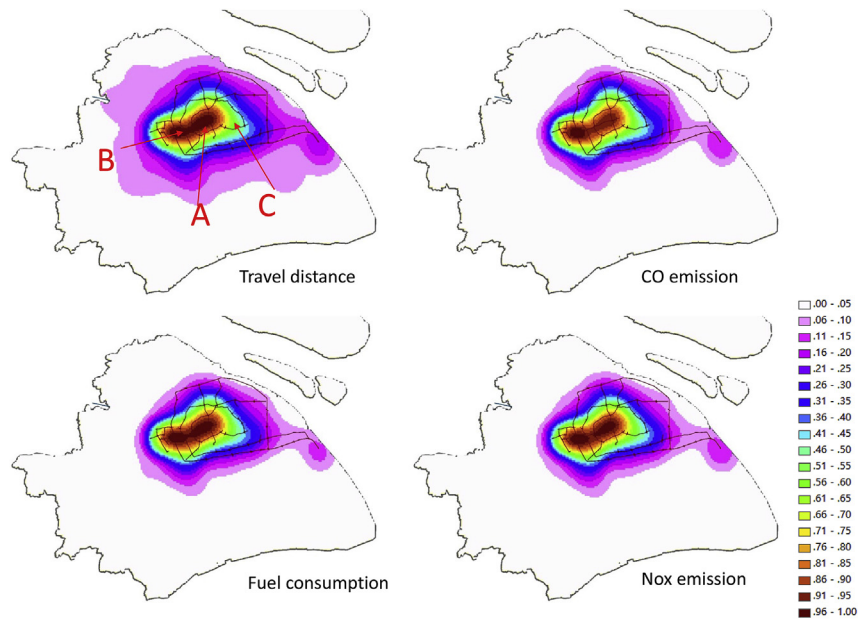 B
A
C
Travel distance
CO emission
Fuel consumption
Nox emission
.00 - .05
.06 - .10
.11 - .15
.16 - .20
.21 - .25
.26 - .30
.31 - .35
.36 - .40
.41 - .45
.46 - .50
.51 - .55
.56 - .60
.61 - .65
.66 - .70
.71 - .75
.76 - .80
.81 - .85
.86 - .90
.91 - .95
.96 - 1.00